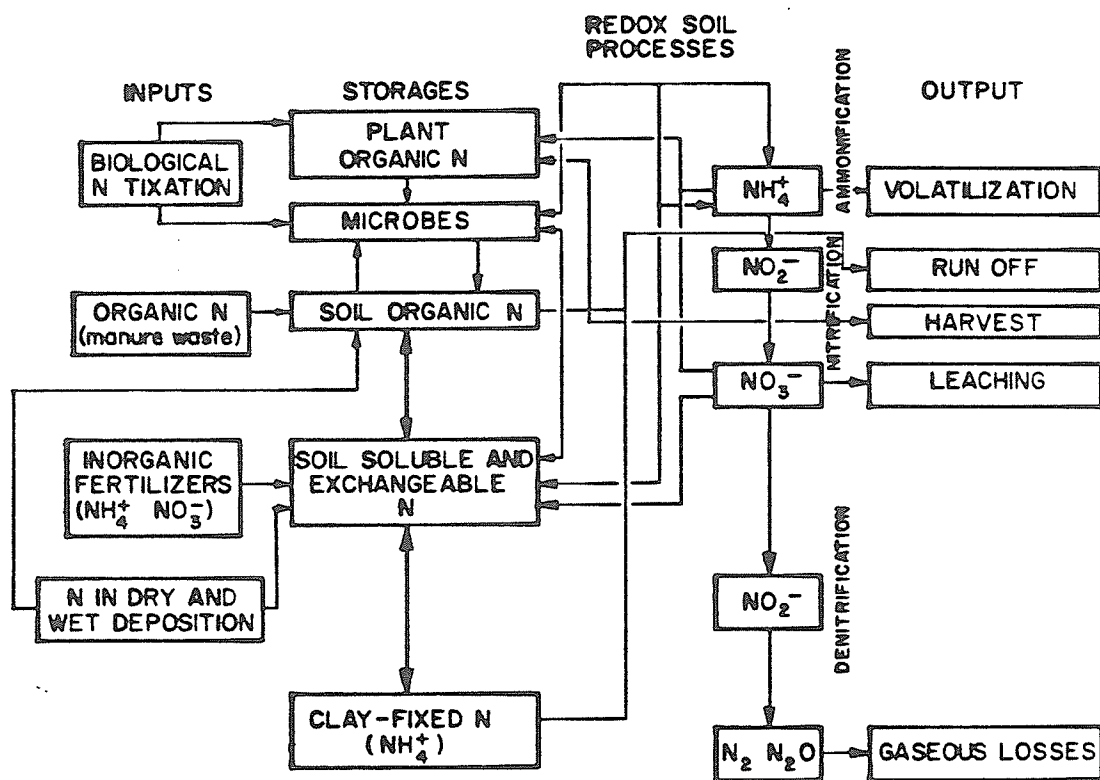 REDOX SOIL
PROCESSES
INPUTS
STORAGES
OUTPUT
BIOLOGICAL
N TIXATION
PLANT
ORGANIC N
MICROBES
ORGANIC N
(manure waste)
SOIL ORGANIC N
INORGANIC
FERTILIZERS
(NH₄⁺ NO₃⁻)
SOIL SOLUBLE AND
EXCHANGEABLE
N
N IN DRY AND
WET DEPOSITION
CLAY-FIXED N
(NH₄⁺)
NH₄⁺
NO₂⁻
NO₃⁻
NO₂⁻
N₂ N₂O
AMMONIFICATION
NITRIFICATION
DENITRIFICATION
VOLATILIZATION
RUN OFF
HARVEST
LEACHING
GASEOUS LOSSES